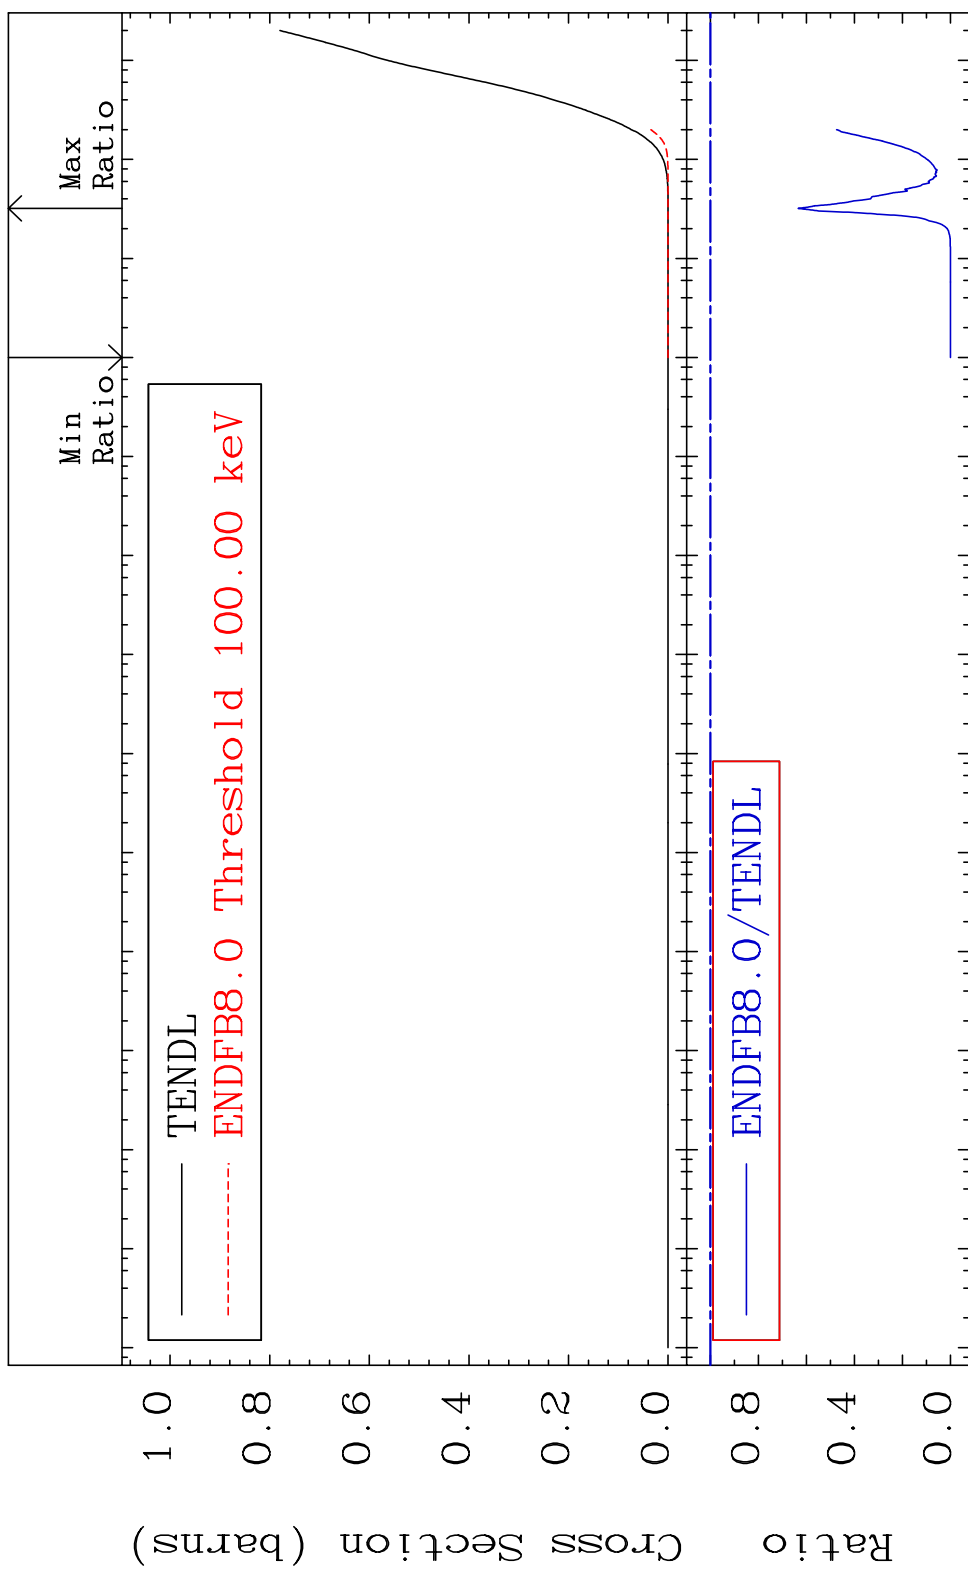 Min
Ratio
Max
Ratio
TENDL
ENDFB8.0 Threshold 100.00 keV
Cross Section (barns)
1.0
0.8
0.6
0.4
0.2
0.0
ENDFB8.0/TENDL
Ratio
0.8
0.4
0.0